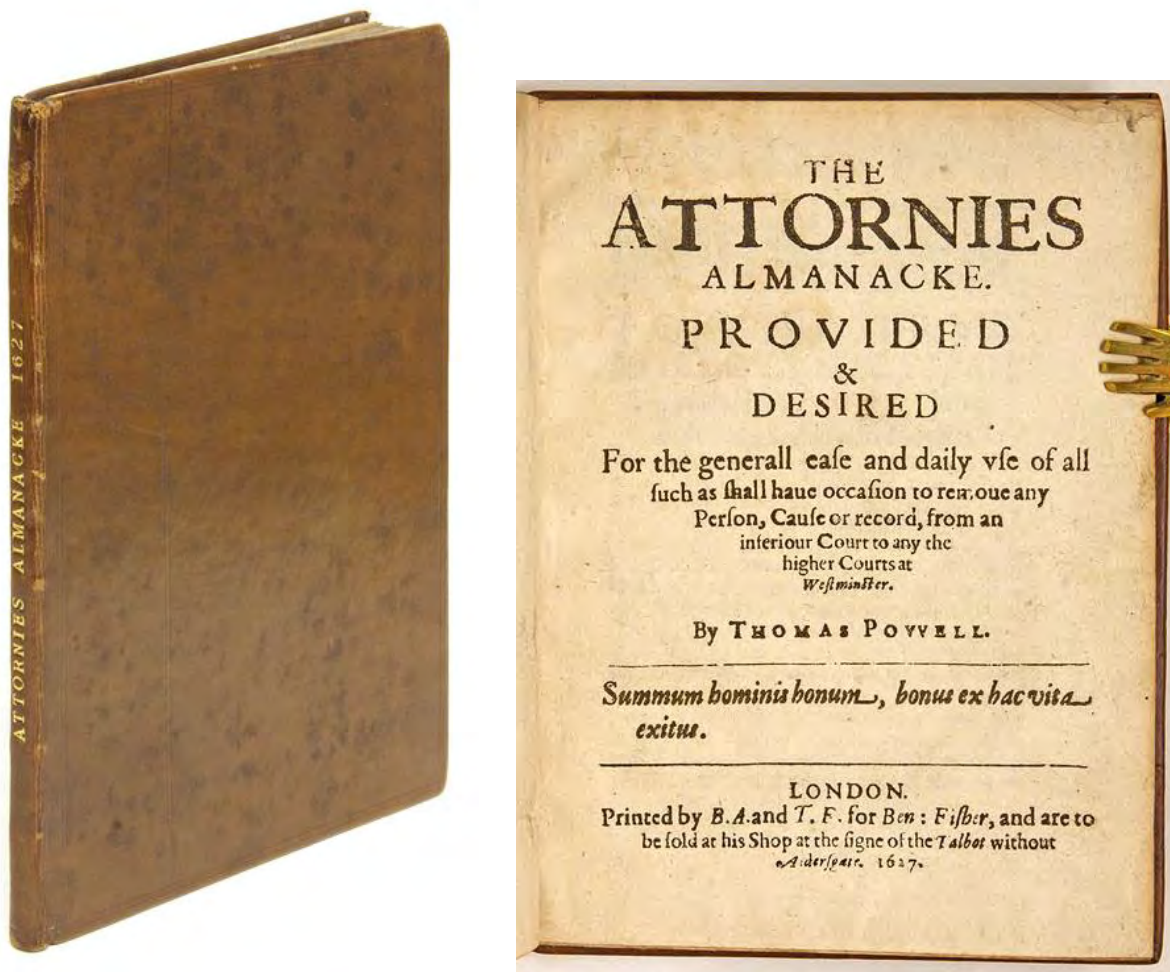 ATTORNIES ALMANACKE 1627
THE
ATTORNIES
ALMANACKE.
PROVIDED
&
DESIRED
For the generall eaſe and daily vſe of all
ſuch as ſhall haue occaſion to remoue any
Perſon, Cauſe or record, from an
inferiour Court to any the
higher Courts at
Weſtminſter.
By THOMAS POVVELL.
Summum hominis bonum, bonus ex hac vita
exitus.
LONDON.
Printed by B. A. and T. F. for Ben: Fiſher, and are to
be ſold at his Shop at the ſigne of the Talbot without
Alderſgate. 1627.